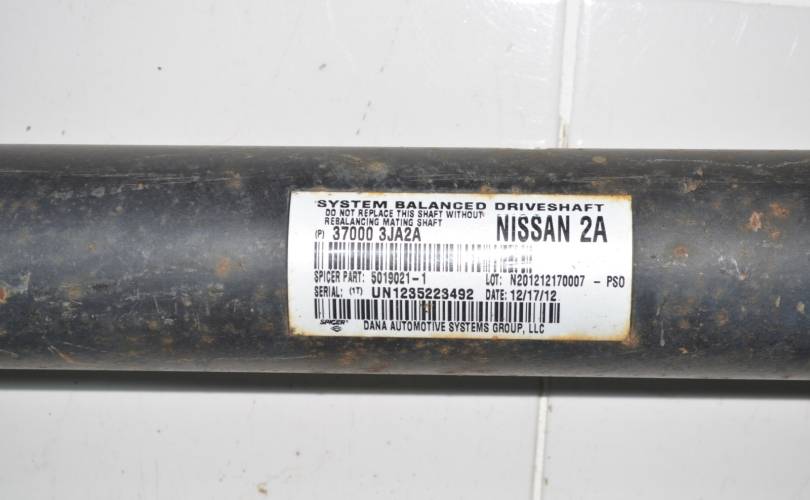 SYSTEM BALANCED DRIVESHAFT
DO NOT REPLACE THIS SHAFT WITHOUT
REBALANCING MATING SHAFT
NISSAN 2A
(P) 37000 3JA2A
SPICER PART: 5019021-1 LOT: N201212170007 - PSO
SERIAL: (1T) UN1235223492 DATE: 12/17/12
SPICER
DANA AUTOMOTIVE SYSTEMS GROUP, LLC